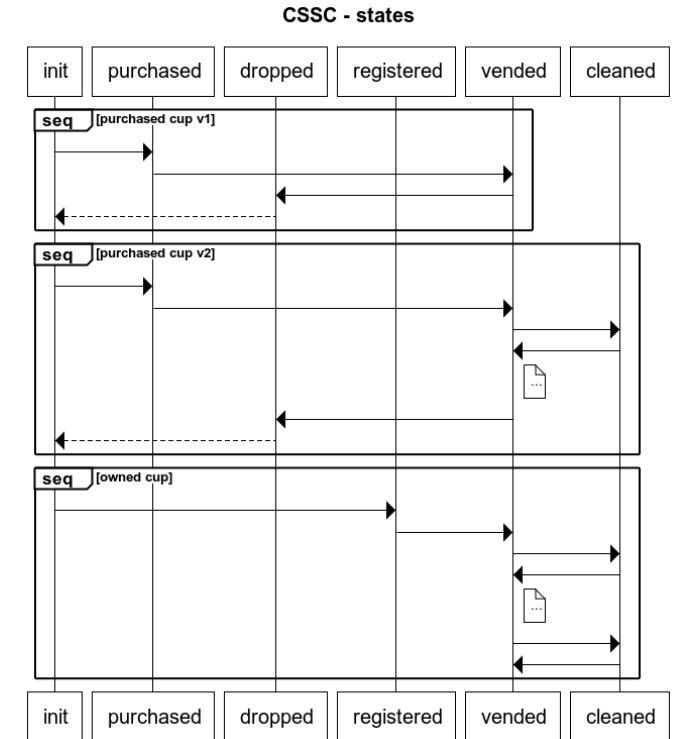 CSSC - states
init purchased dropped registered vended cleaned
seq [purchased cup v1]
seq [purchased cup v2]
...
seq [owned cup]
...
init purchased dropped registered vended cleaned